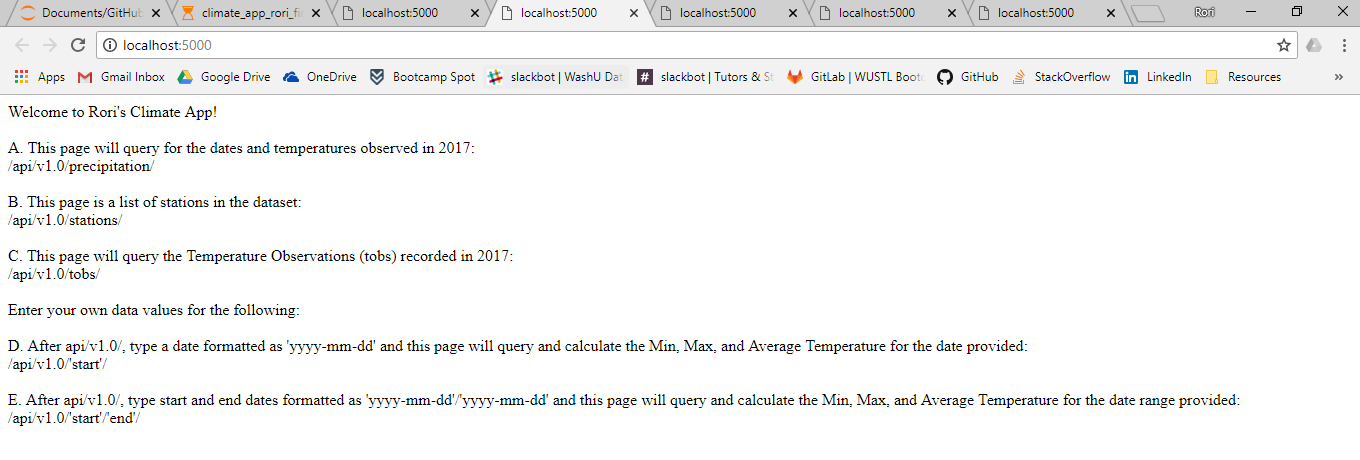 Documents/GitHub
climate_app_rori_fi
localhost:5000
localhost:5000
localhost:5000
localhost:5000
localhost:5000
Rori
localhost:5000
Apps
Gmail Inbox
Google Drive
OneDrive
Bootcamp Spot
slackbot | WashU Dat
slackbot | Tutors & St
GitLab | WUSTL Boot
GitHub
StackOverflow
LinkedIn
Resources
»
Welcome to Rori's Climate App!
A. This page will query for the dates and temperatures observed in 2017:
/api/v1.0/precipitation/
B. This page is a list of stations in the dataset:
/api/v1.0/stations/
C. This page will query the Temperature Observations (tobs) recorded in 2017:
/api/v1.0/tobs/
Enter your own data values for the following:
D. After api/v1.0/, type a date formatted as 'yyyy-mm-dd' and this page will query and calculate the Min, Max, and Average Temperature for the date provided:
/api/v1.0/'start'/
E. After api/v1.0/, type start and end dates formatted as 'yyyy-mm-dd'/'yyyy-mm-dd' and this page will query and calculate the Min, Max, and Average Temperature for the date range provided:
/api/v1.0/'start'/'end'/